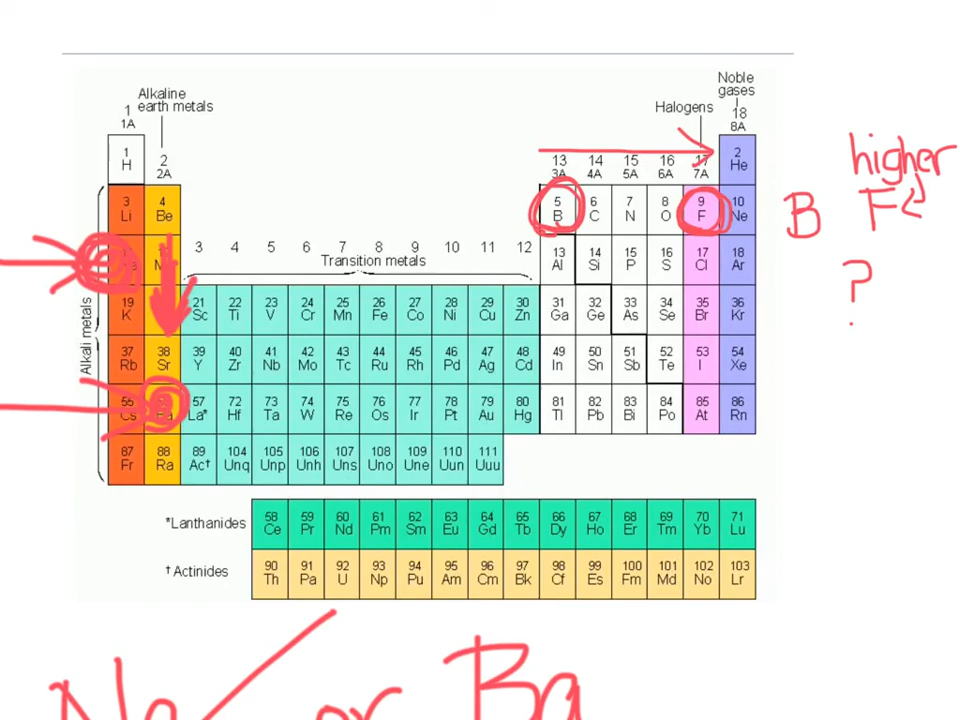 Noble
gases
Alkaline
earth metals
Halogens
1
1A
18
8A
1
H
2
2A
13
3A
14
4A
15
5A
16
6A
17
7A
2
He
higher
3
Li
4
Be
5
B
6
C
7
N
8
O
9
F
10
Ne
B F
3 4 5 6 7 8 9 10 11 12
Transition metals
13
Al
14
Si
15
P
16
S
17
Cl
18
Ar
?
Alkali metals
19
K
21
Sc
22
Ti
23
V
24
Cr
25
Mn
26
Fe
27
Co
28
Ni
29
Cu
30
Zn
31
Ga
32
Ge
33
As
34
Se
35
Br
36
Kr
37
Rb
38
Sr
39
Y
40
Zr
41
Nb
42
Mo
43
Tc
44
Ru
45
Rh
46
Pd
47
Ag
48
Cd
49
In
50
Sn
51
Sb
52
Te
53
I
54
Xe
55
Cs
Ba
57
La*
72
Hf
73
Ta
74
W
75
Re
76
Os
77
Ir
78
Pt
79
Au
80
Hg
81
Tl
82
Pb
83
Bi
84
Po
85
At
86
Rn
87
Fr
88
Ra
89
Ac†
104
Unq
105
Unp
106
Unh
107
Uns
108
Uno
109
Une
110
Uun
111
Uuu
*Lanthanides
58
Ce
59
Pr
60
Nd
61
Pm
62
Sm
63
Eu
64
Gd
65
Tb
66
Dy
67
Ho
68
Er
69
Tm
70
Yb
71
Lu
†Actinides
90
Th
91
Pa
92
U
93
Np
94
Pu
95
Am
96
Cm
97
Bk
98
Cf
99
Es
100
Fm
101
Md
102
No
103
Lr
Na or Ba